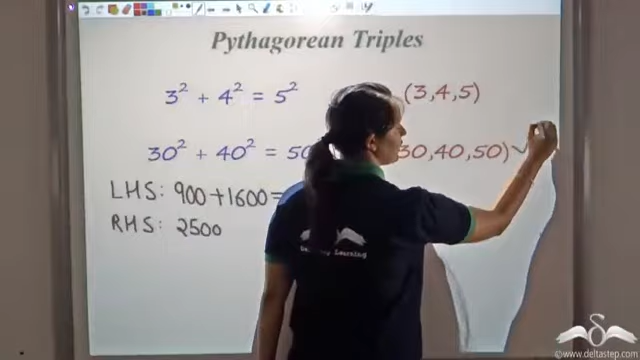 Pythagorean Triples
3² + 4² = 5² (3,4,5)
30² + 40² = 50 30,40,50) ✓
LHS: 900+1600=
RHS: 2500
Learning
©www.deltastep.com